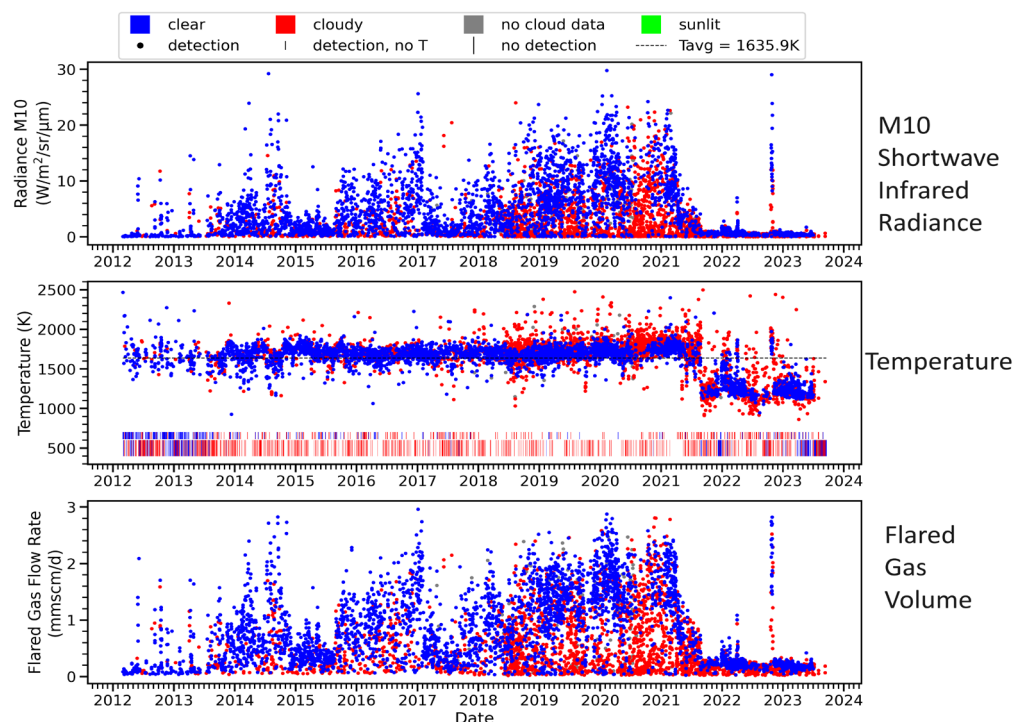 clear cloudy no cloud data sunlit
detection detection, no T no detection Tavg = 1635.9K
30
20
10
0
Radiance M10
(W/m²/sr/μm)
2012 2013 2014 2015 2016 2017 2018 2019 2020 2021 2022 2023 2024
M10
Shortwave
Infrared
Radiance
2500
2000
1500
1000
500
Temperature (K)
2012 2013 2014 2015 2016 2017 2018 2019 2020 2021 2022 2023 2024
Temperature
3
2
1
0
Flared Gas Flow Rate
(mmscm/d)
2012 2013 2014 2015 2016 2017 2018 2019 2020 2021 2022 2023 2024
Date
Flared
Gas
Volume